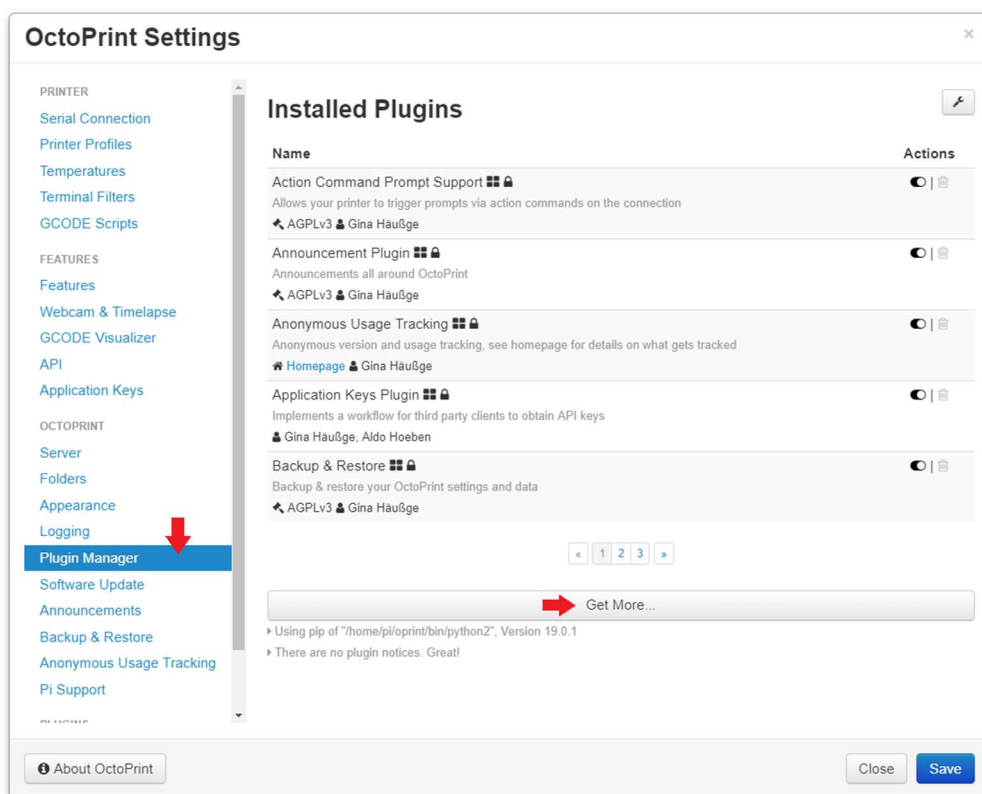 OctoPrint Settings
×
PRINTER
Serial Connection
Printer Profiles
Temperatures
Terminal Filters
GCODE Scripts
FEATURES
Features
Webcam & Timelapse
GCODE Visualizer
API
Application Keys
OCTOPRINT
Server
Folders
Appearance
Logging
Plugin Manager
Software Update
Announcements
Backup & Restore
Anonymous Usage Tracking
Pi Support
PLUGINS
Installed Plugins
Name Actions
Action Command Prompt Support
Allows your printer to trigger prompts via action commands on the connection
AGPLv3 Gina Häußge
Announcement Plugin
Announcements all around OctoPrint
AGPLv3 Gina Häußge
Anonymous Usage Tracking
Anonymous version and usage tracking, see homepage for details on what gets tracked
Homepage Gina Häußge
Application Keys Plugin
Implements a workflow for third party clients to obtain API keys
Gina Häußge, Aldo Hoeben
Backup & Restore
Backup & restore your OctoPrint settings and data
AGPLv3 Gina Häußge
« 1 2 3 »
Get More...
Using pip of "/home/pi/oprint/bin/python2", Version 19.0.1
There are no plugin notices. Great!
About OctoPrint
Close Save